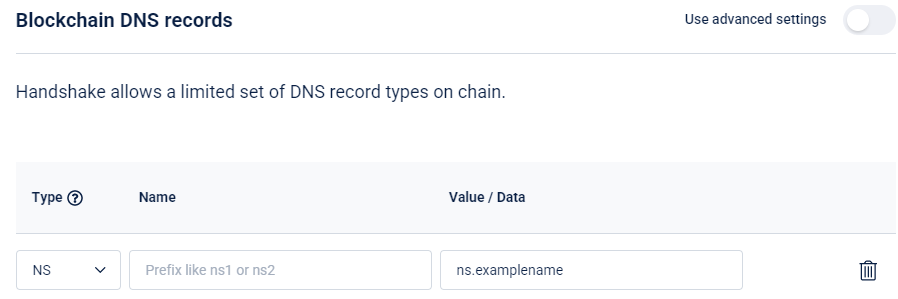 Blockchain DNS records
Use advanced settings
Handshake allows a limited set of DNS record types on chain.
Type ? Name Value / Data
NS Prefix like ns1 or ns2 ns.examplename